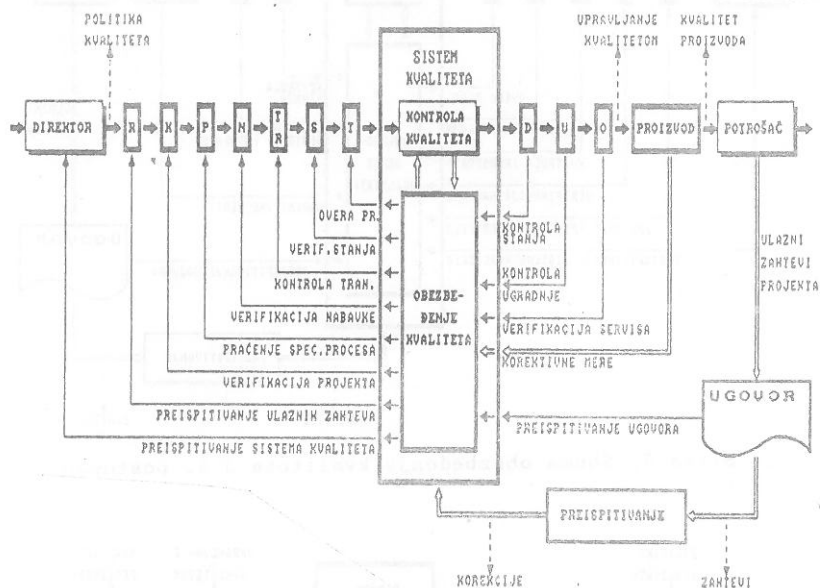 POLITIKA
KVALITETA
UPRAVLJANJE
KVALITETOM
KVALITET
PROIZVODA
SISTEM
KVALITETA
DIREKTOR
R
K
P
N
TR
S
T
KONTROLA
KVALITETA
D
U
O
PROIZVOD
POTROŠAČ
OVERA PR.
VERIF.STANJA
KONTROLA TRAN.
VERIFIKACIJA NABAVKE
PRAĆENJE SPEC.PROCESA
VERIFIKACIJA PROJEKTA
PREISPITIVANJE ULAZNIH ZAHTEVA
PREISPITIVANJE SISTEMA KVALITETA
OBEZBE-
ĐENJE
KVALITETA
KONTROLA
STANJA
KONTROLA
UGRADNJE
VERIFIKACIJA SERVISA
KOREKTIVNE MERE
PREISPITIVANJE UGOVORA
ULAZNI
ZAHTEVI
PROJEKTA
UGOVOR
PREISPITIVANJE
KOREKCIJE
ZAHTEVI